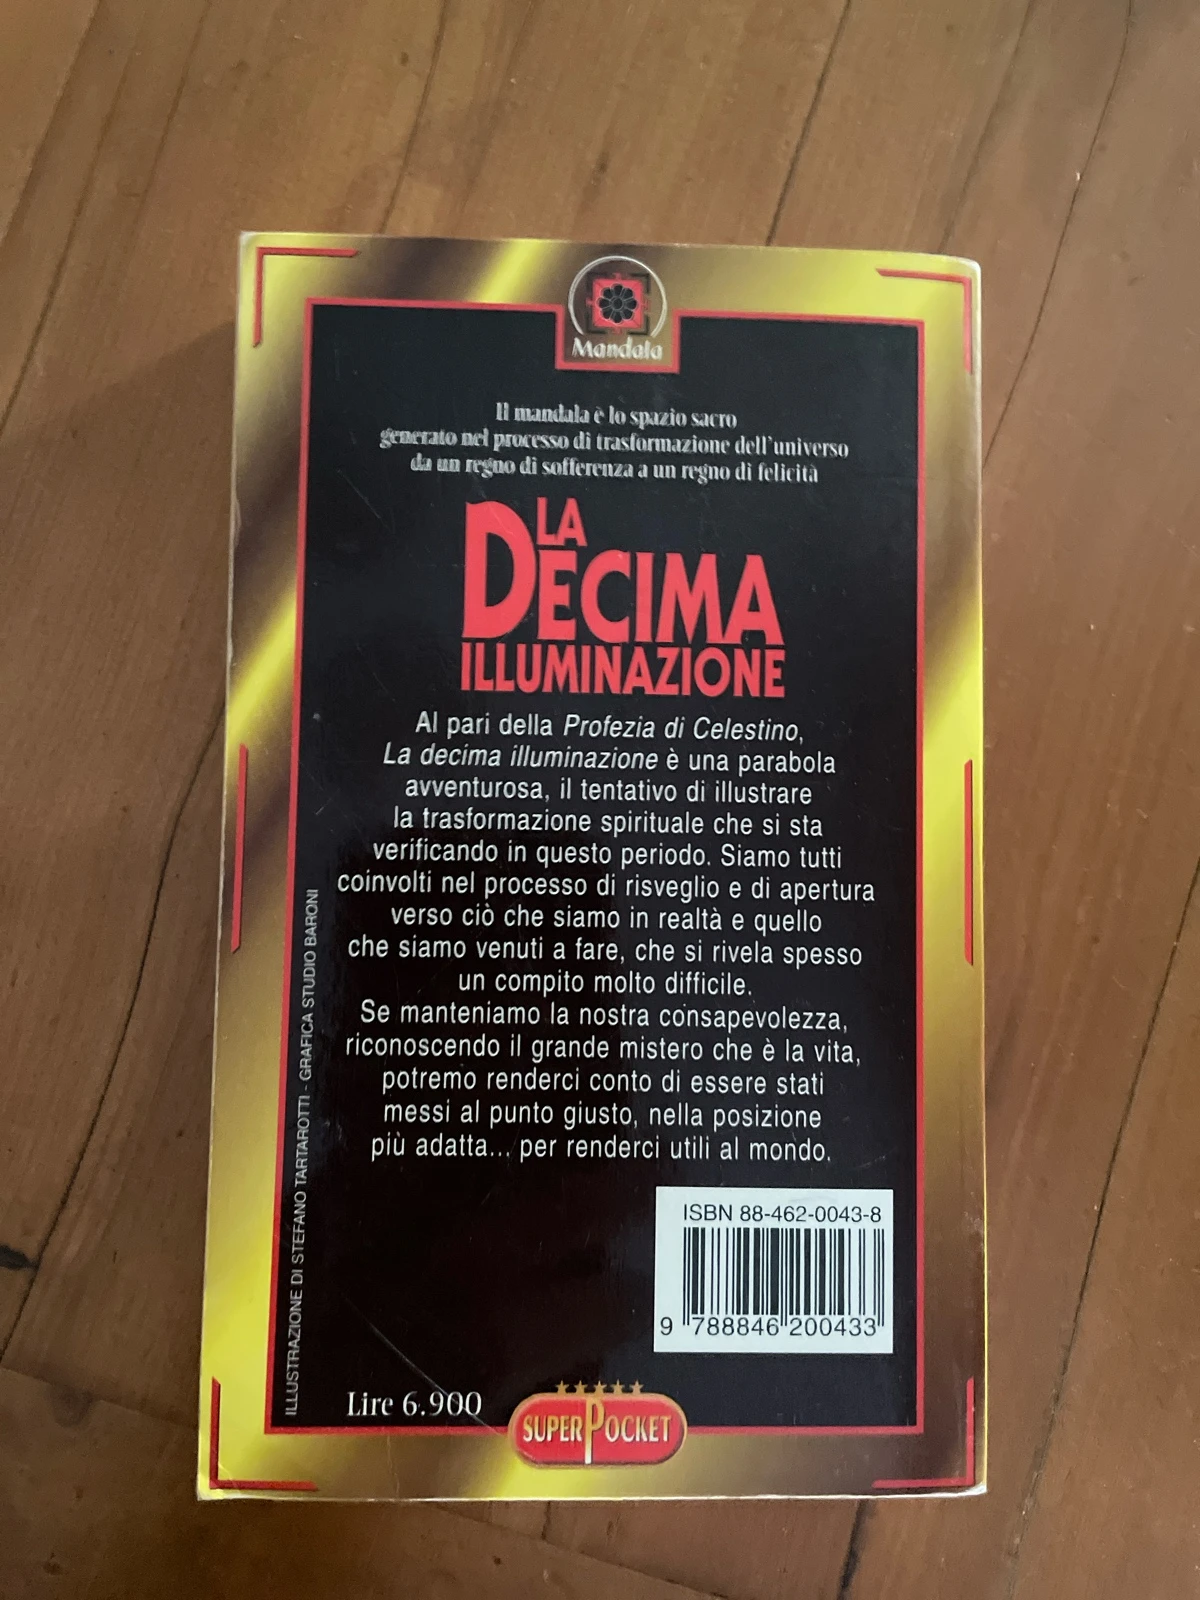 Mandala
Il mandala è lo spazio sacro
generato nel processo di trasformazione dell'universo
da un regno di sofferenza a un regno di felicità
LA
DECIMA
ILLUMINAZIONE
Al pari della Profezia di Celestino,
La decima illuminazione è una parabola
avventurosa, il tentativo di illustrare
la trasformazione spirituale che si sta
verificando in questo periodo. Siamo tutti
coinvolti nel processo di risveglio e di apertura
verso ciò che siamo in realtà e quello
che siamo venuti a fare, che si rivela spesso
un compito molto difficile.
Se manteniamo la nostra consapevolezza,
riconoscendo il grande mistero che è la vita,
potremo renderci conto di essere stati
messi al punto giusto, nella posizione
più adatta... per renderci utili al mondo.
ILLUSTRAZIONE DI STEFANO TARTAROTTI - GRAFICA STUDIO BARONI
ISBN 88-462-0043-8
9 788846 200433
Lire 6.900
SUPERPOCKET